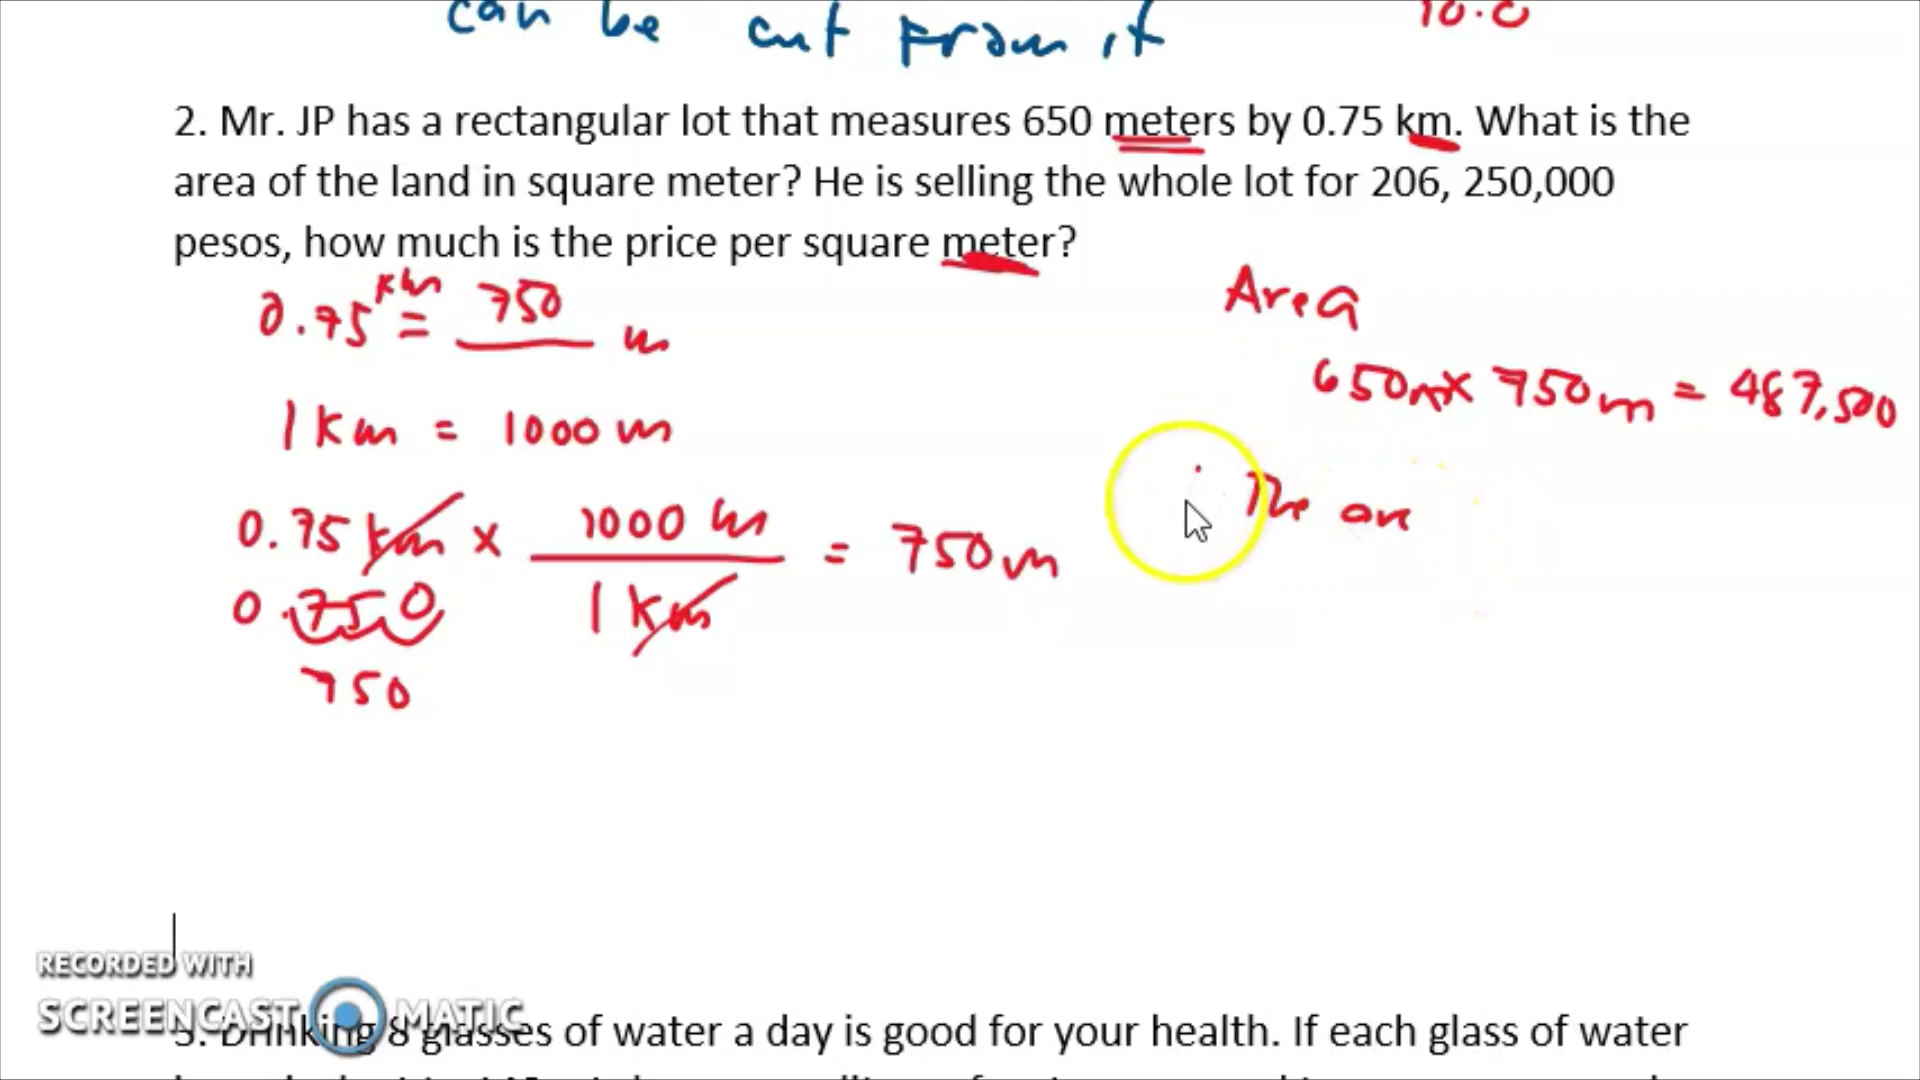 can be cut from it
10.0
2. Mr. JP has a rectangular lot that measures 650 meters by 0.75 km. What is the
area of the land in square meter? He is selling the whole lot for 206, 250,000
pesos, how much is the price per square meter?
0.75 km = 750 m
Area
650m x 750m = 487,500
1 km = 1000 m
The are
0.75 km x 1000 m = 750m
1 km
0.750
750
RECORDED WITH
SCREENCAST MATIC
3. Drinking 8 glasses of water a day is good for your health. If each glass of water